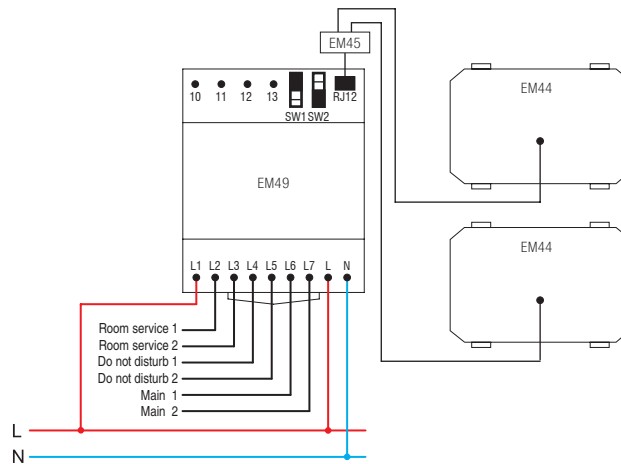 EM45
EM44
10 11 12 13 RJ12
SW1 SW2
EM49
EM44
L1 L2 L3 L4 L5 L6 L7 L N
Room service 1
Room service 2
Do not disturb 1
Do not disturb 2
Main 1
Main 2
L
N